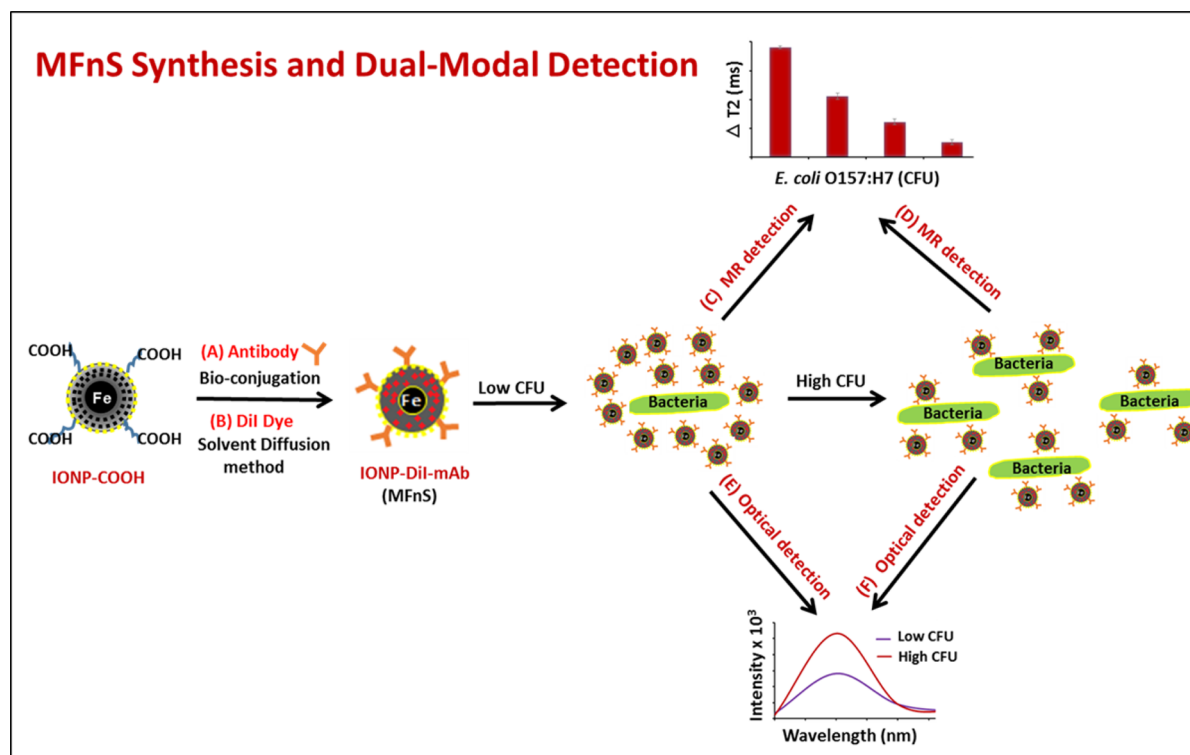 MFnS Synthesis and Dual-Modal Detection
△ T2 (ms)
E. coli O157:H7 (CFU)
(C) MR detection
(D) MR detection
COOH
COOH
Fe
COOH
COOH
IONP-COOH
(A) Antibody
Bio-conjugation
(B) DiI Dye
Solvent Diffusion
method
Fe
IONP-DiI-mAb
(MFnS)
Low CFU
Bacteria
High CFU
Bacteria
Bacteria
Bacteria
Bacteria
(E) Optical detection
(F) Optical detection
Intensity x 10³
Low CFU
High CFU
Wavelength (nm)